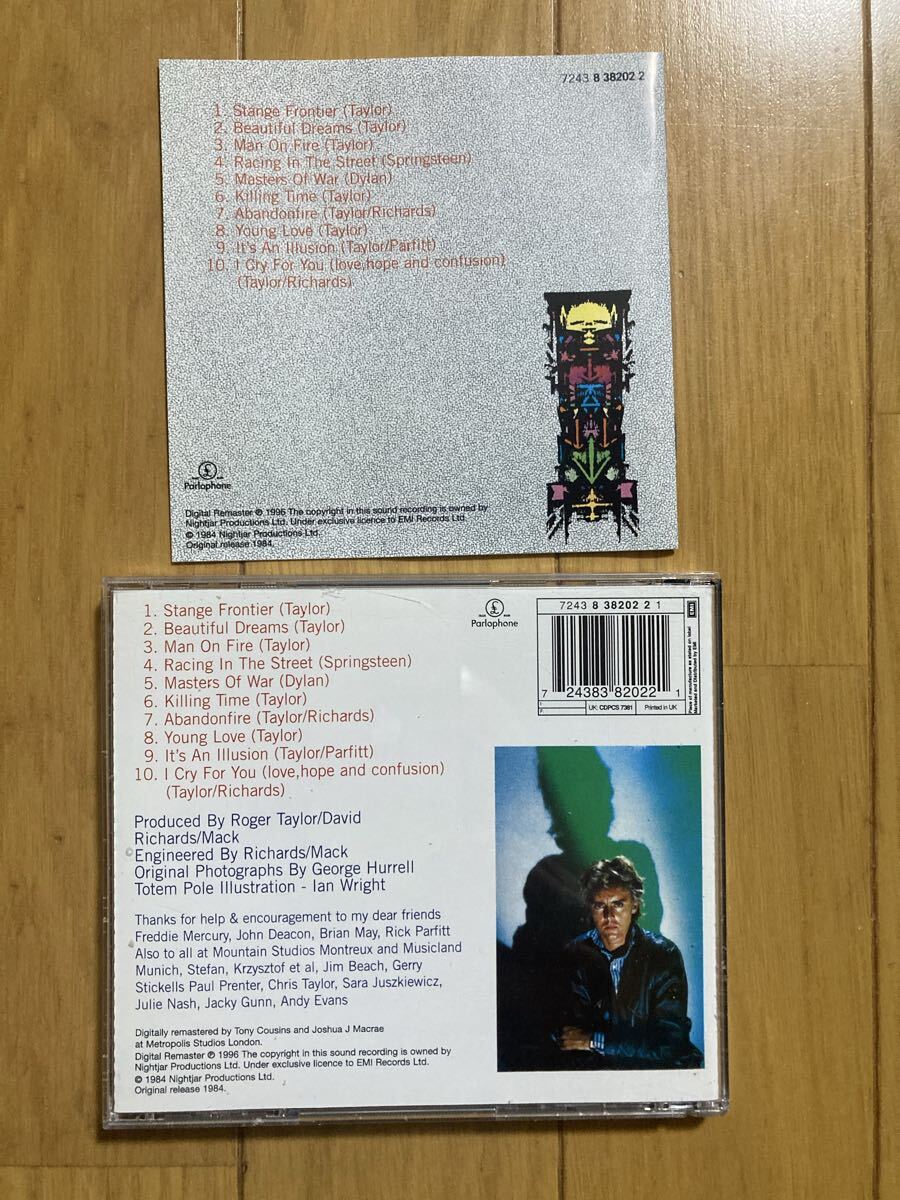 7243 8 38202 2
1. Stange Frontier (Taylor)
2. Beautiful Dreams (Taylor)
3. Man On Fire (Taylor)
4. Racing In The Street (Springsteen)
5. Masters Of War (Dylan)
6. Killing Time (Taylor)
7. Abandonfire (Taylor/Richards)
8. Young Love (Taylor)
9. It's An Illusion (Taylor/Parfitt)
10. I Cry For You (love,hope and confusion)
(Taylor/Richards)
£
Parlophone
Digital Remaster ℗ 1996 The copyright in this sound recording is owned by
Nightjar Productions Ltd. Under exclusive licence to EMI Records Ltd.
© 1984 Nightjar Productions Ltd.
Original release 1984.
1. Stange Frontier (Taylor)
2. Beautiful Dreams (Taylor)
3. Man On Fire (Taylor)
4. Racing In The Street (Springsteen)
5. Masters Of War (Dylan)
6. Killing Time (Taylor)
7. Abandonfire (Taylor/Richards)
8. Young Love (Taylor)
9. It's An Illusion (Taylor/Parfitt)
10. I Cry For You (love,hope and confusion)
(Taylor/Richards)
£
Parlophone
7243 8 38202 2 1
7 24383 82022 1
UK: CDPCS 7381
Printed in UK
EMI
Place of manufacture as stated on label
Marketed and Distributed by EMI
Produced By Roger Taylor/David
Richards/Mack
Engineered By Richards/Mack
Original Photographs By George Hurrell
Totem Pole Illustration - Ian Wright
Thanks for help & encouragement to my dear friends
Freddie Mercury, John Deacon, Brian May, Rick Parfitt
Also to all at Mountain Studios Montreux and Musicland
Munich, Stefan, Krzysztof et al, Jim Beach, Gerry
Stickells Paul Prenter, Chris Taylor, Sara Juszkiewicz,
Julie Nash, Jacky Gunn, Andy Evans
Digitally remastered by Tony Cousins and Joshua J Macrae
at Metropolis Studios London.
Digital Remaster ℗ 1996 The copyright in this sound recording is owned by
Nightjar Productions Ltd. Under exclusive licence to EMI Records Ltd.
© 1984 Nightjar Productions Ltd.
Original release 1984.